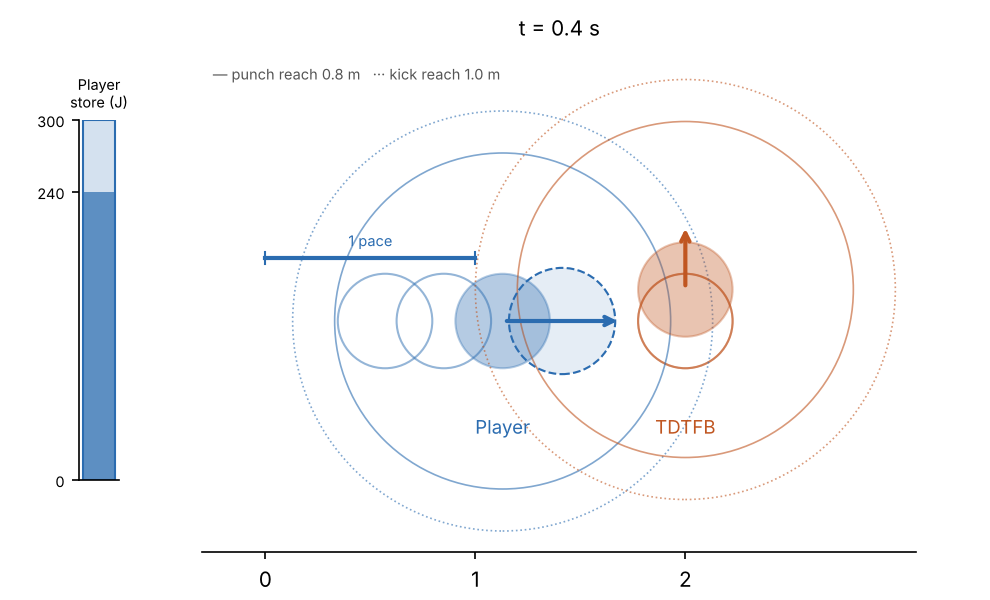 t = 0.4 s
— punch reach 0.8 m ··· kick reach 1.0 m
Player
store (J)
300
240
0
1 pace
Player
TDTFB
0
1
2